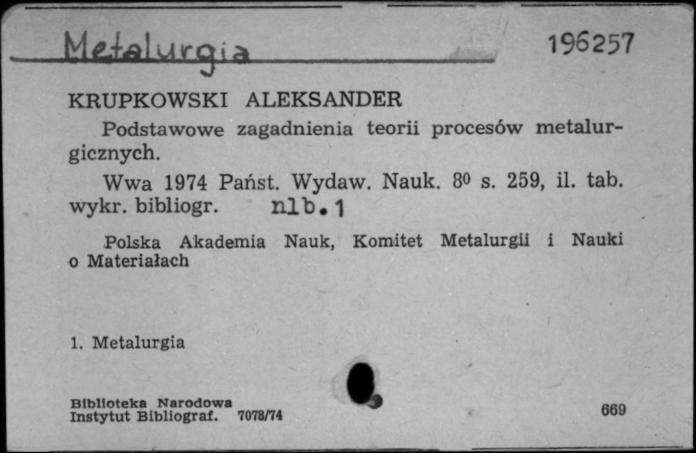 Metalurgia 196257
KRUPKOWSKI ALEKSANDER
Podstawowe zagadnienia teorii procesów metalur-
gicznych.
Wwa 1974 Państ. Wydaw. Nauk. 8⁰ s. 259, il. tab.
wykr. bibliogr. nlb.1
Polska Akademia Nauk, Komitet Metalurgii i Nauki
o Materiałach
1. Metalurgia
Biblioteka Narodowa
Instytut Bibliograf. 7078/74 669